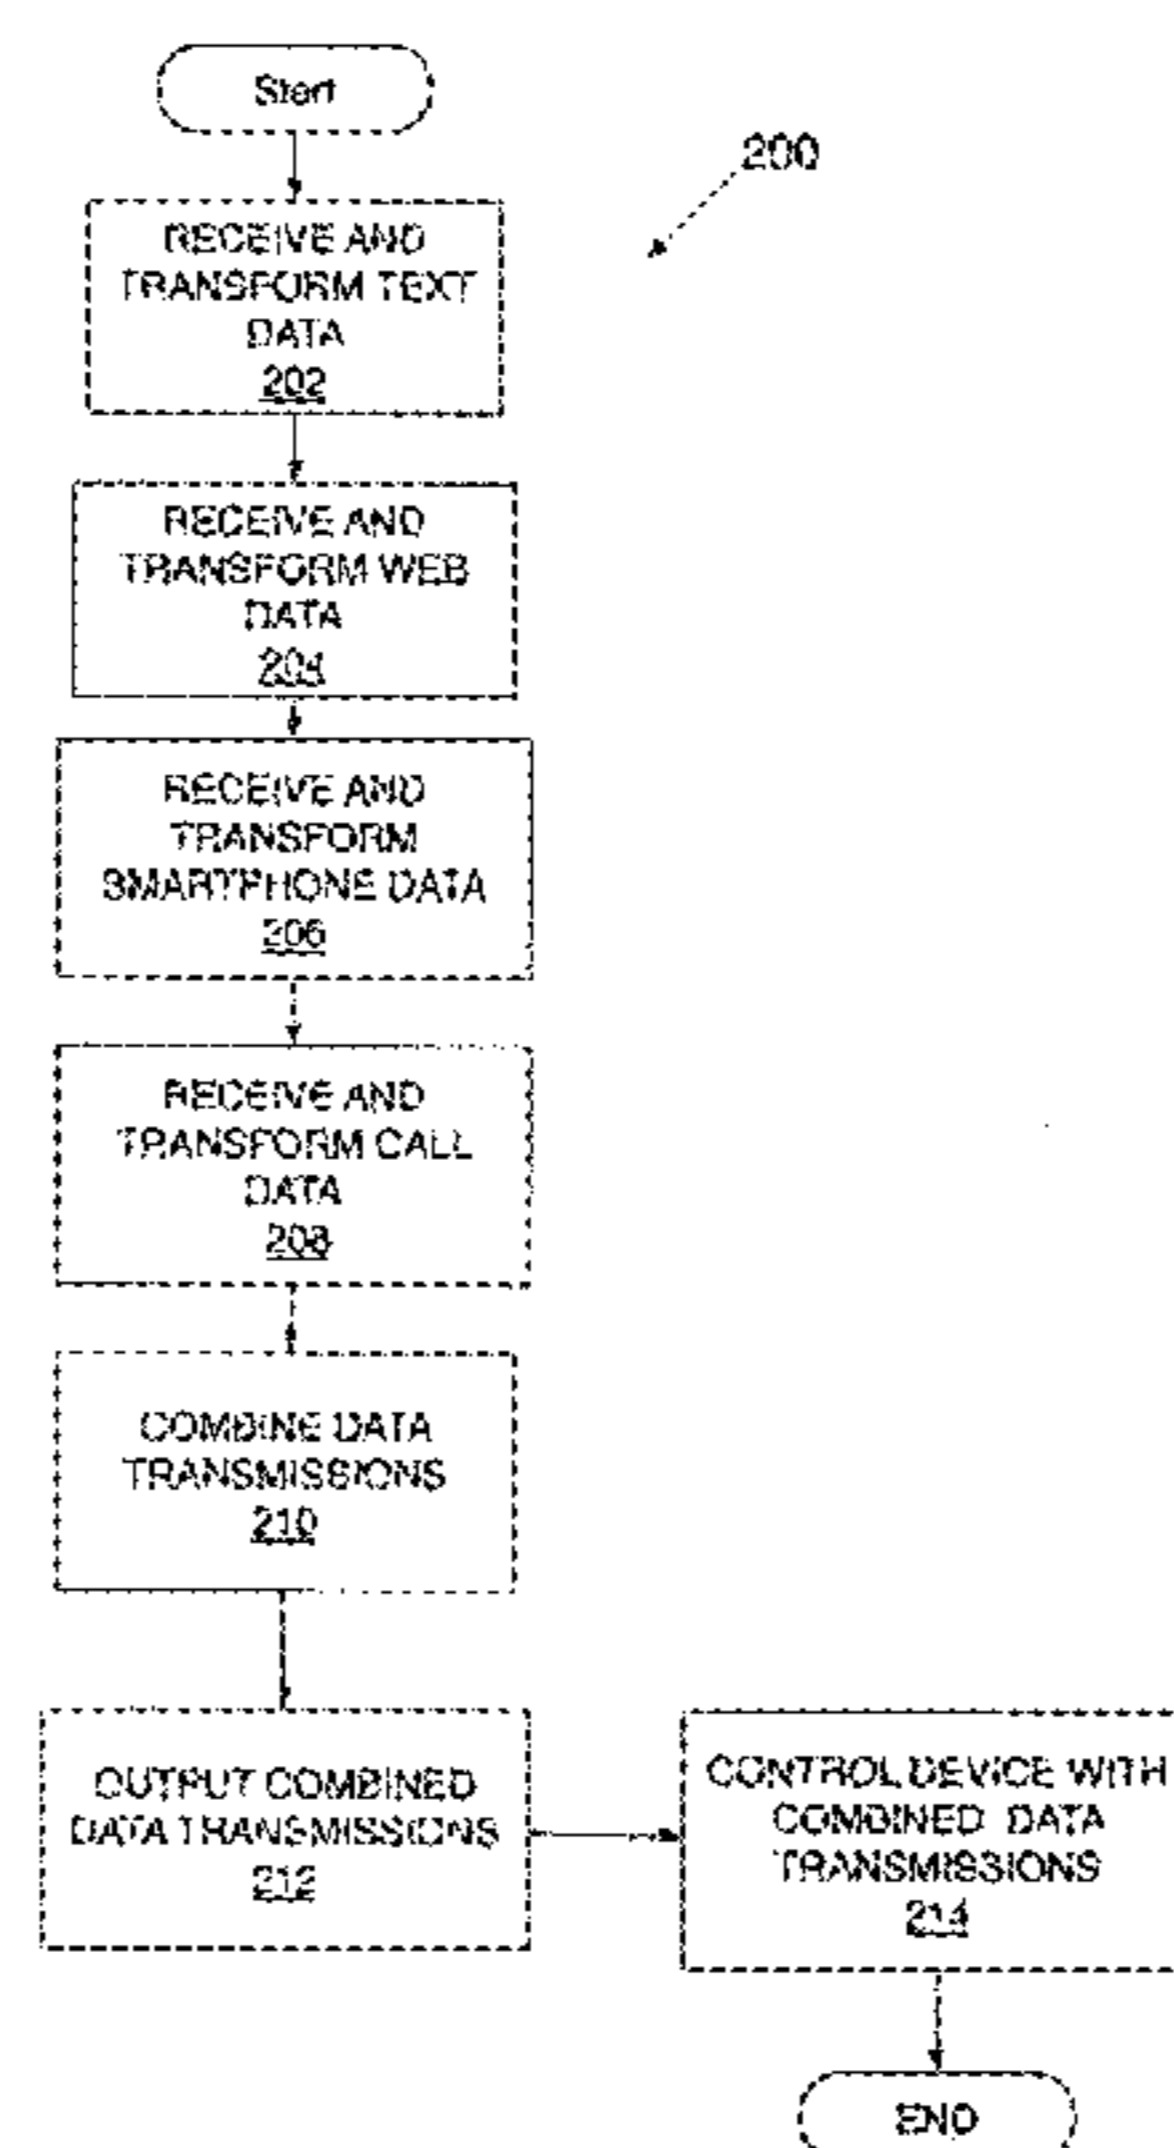 Start
200
RECEIVE AND
TRANSFORM TEXT
DATA
202
RECEIVE AND
TRANSFORM WEB
DATA
204
RECEIVE AND
TRANSFORM
SMARTPHONE DATA
206
RECEIVE AND
TRANSFORM CALL
DATA
208
COMBINE DATA
TRANSMISSIONS
210
OUTPUT COMBINED
DATA TRANSMISSIONS
212
CONTROL DEVICE WITH
COMBINED DATA
TRANSMISSIONS
214
END